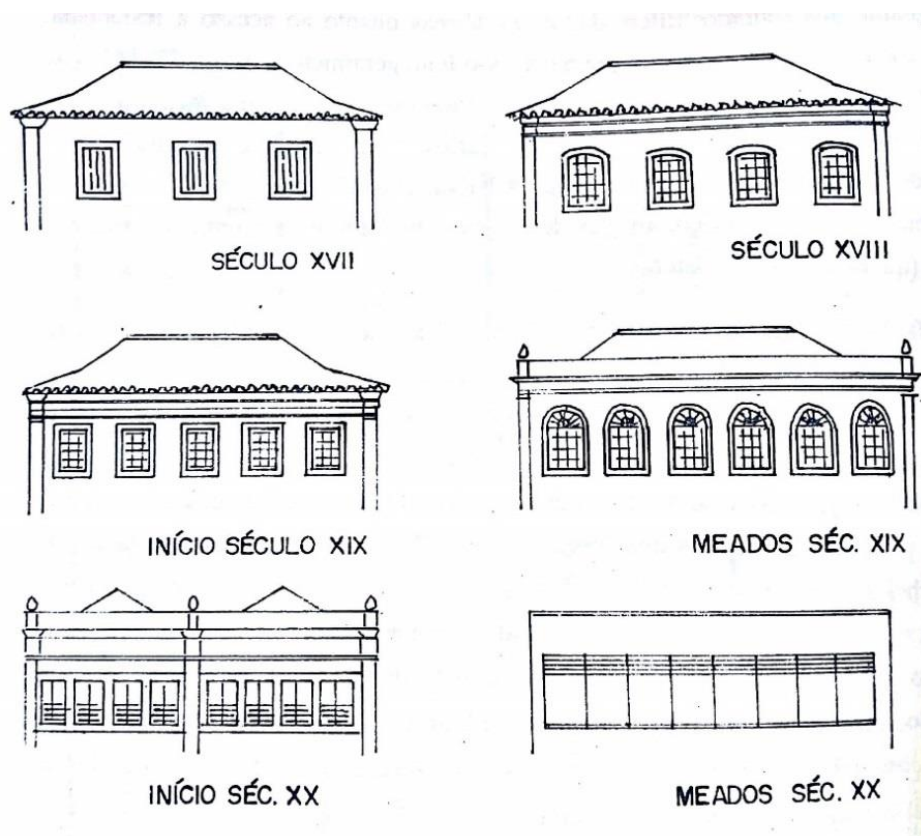 SÉCULO XVII
SÉCULO XVIII
INÍCIO SÉCULO XIX
MEADOS SÉC. XIX
INÍCIO SÉC. XX
MEADOS SÉC. XX